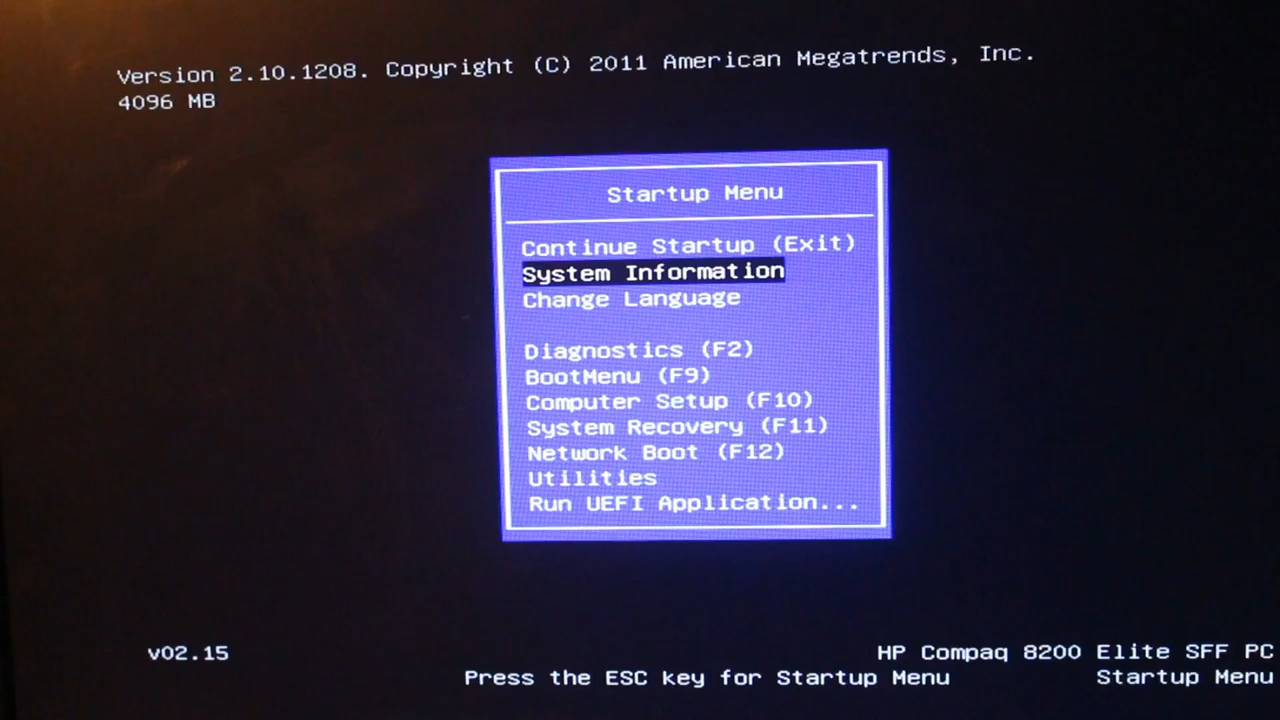 Version 2.10.1208. Copyright (C) 2011 American Megatrends, Inc.
4096 MB
Startup Menu
Continue Startup (Exit)
System Information
Change Language
Diagnostics (F2)
BootMenu (F9)
Computer Setup (F10)
System Recovery (F11)
Network Boot (F12)
Utilities
Run UEFI Application...
v02.15
HP Compaq 8200 Elite SFF PC
Press the ESC key for Startup Menu
Startup Menu